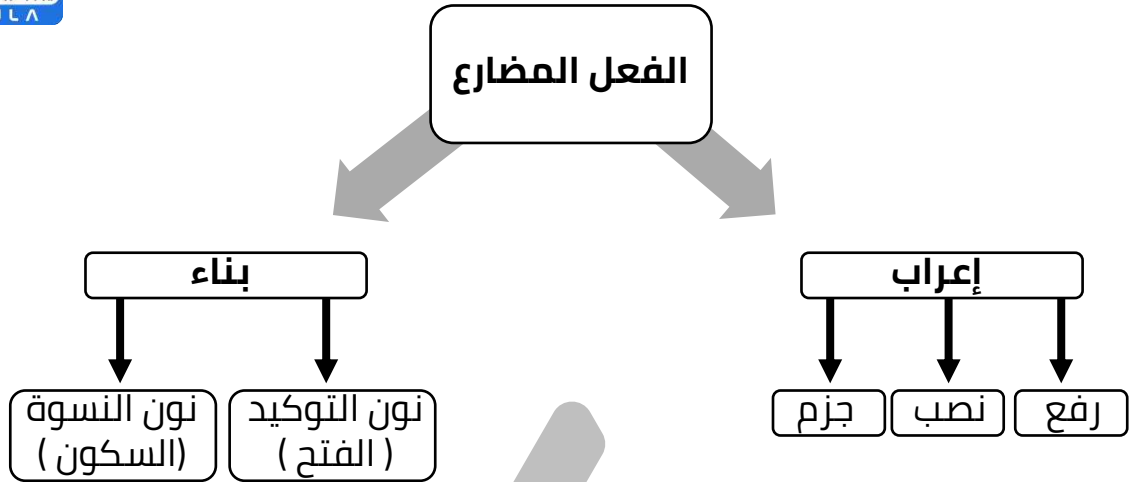 الفعل المضارع
إعراب
بناء
رفع
نصب
جزم
نون التوكيد
( الفتح )
نون النسوة
(السكون )